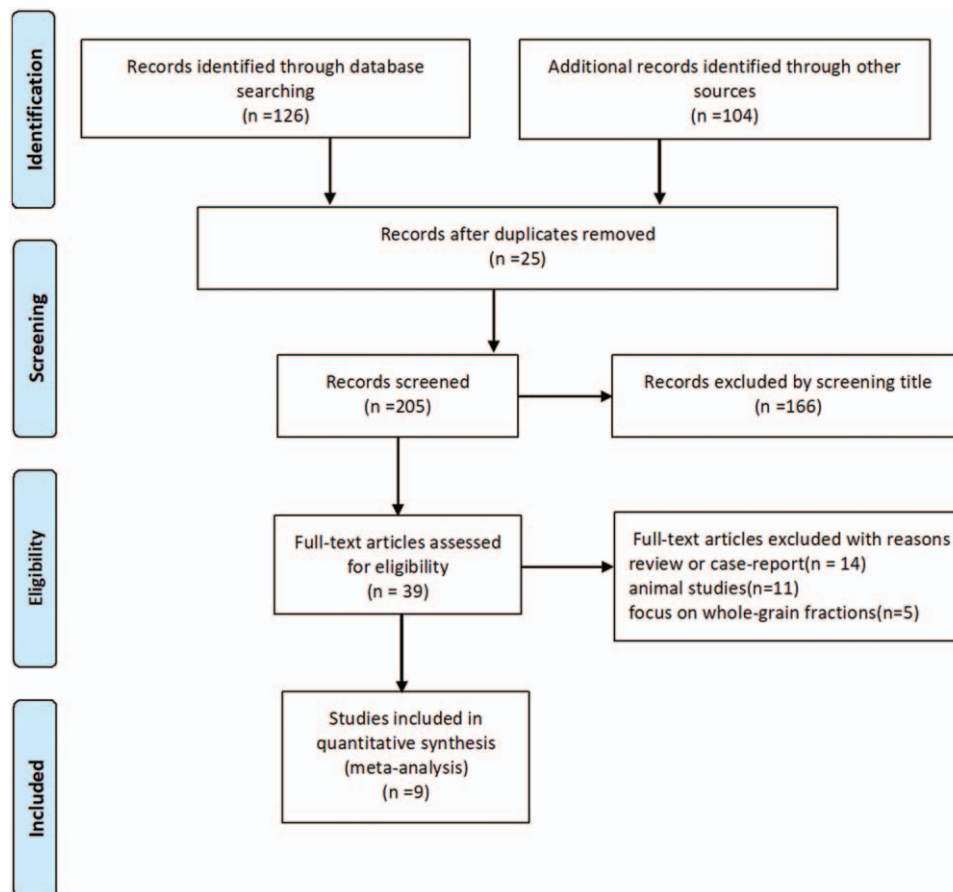 Identification
Records identified through database
searching
(n =126)
Additional records identified through other
sources
(n =104)
Records after duplicates removed
(n =25)
Screening
Records screened
(n =205)
Records excluded by screening title
(n =166)
Eligibility
Full-text articles assessed
for eligibility
(n = 39)
Full-text articles excluded with reasons
review or case-report(n = 14)
animal studies(n=11)
focus on whole-grain fractions(n=5)
Included
Studies included in
quantitative synthesis
(meta-analysis)
(n =9)